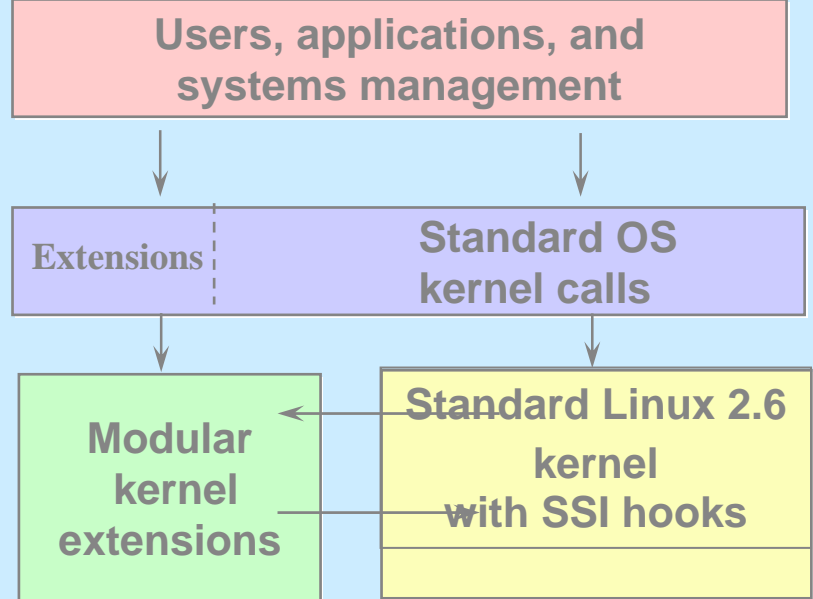 Users, applications, and
systems management
Extensions
Standard OS
kernel calls
Modular
kernel
extensions
Standard Linux 2.6
kernel
with SSI hooks